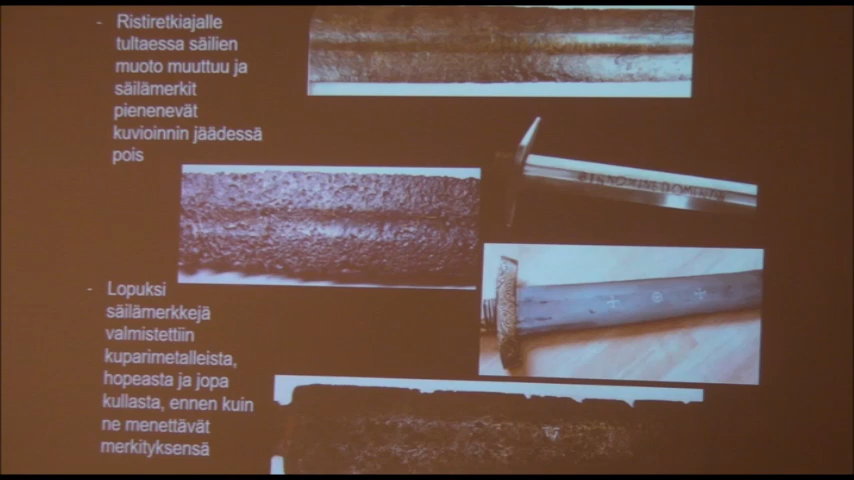 - Ristiretkiajalle
tultaessa säilien
muoto muuttuu ja
säilämerkit
pienenevät
kuvioinnin jäädessä
pois
- Lopuksi
säilämerkkejä
valmistettiin
kuparimetalleista,
hopeasta ja jopa
kullasta, ennen kuin
ne menettävät
merkityksensä